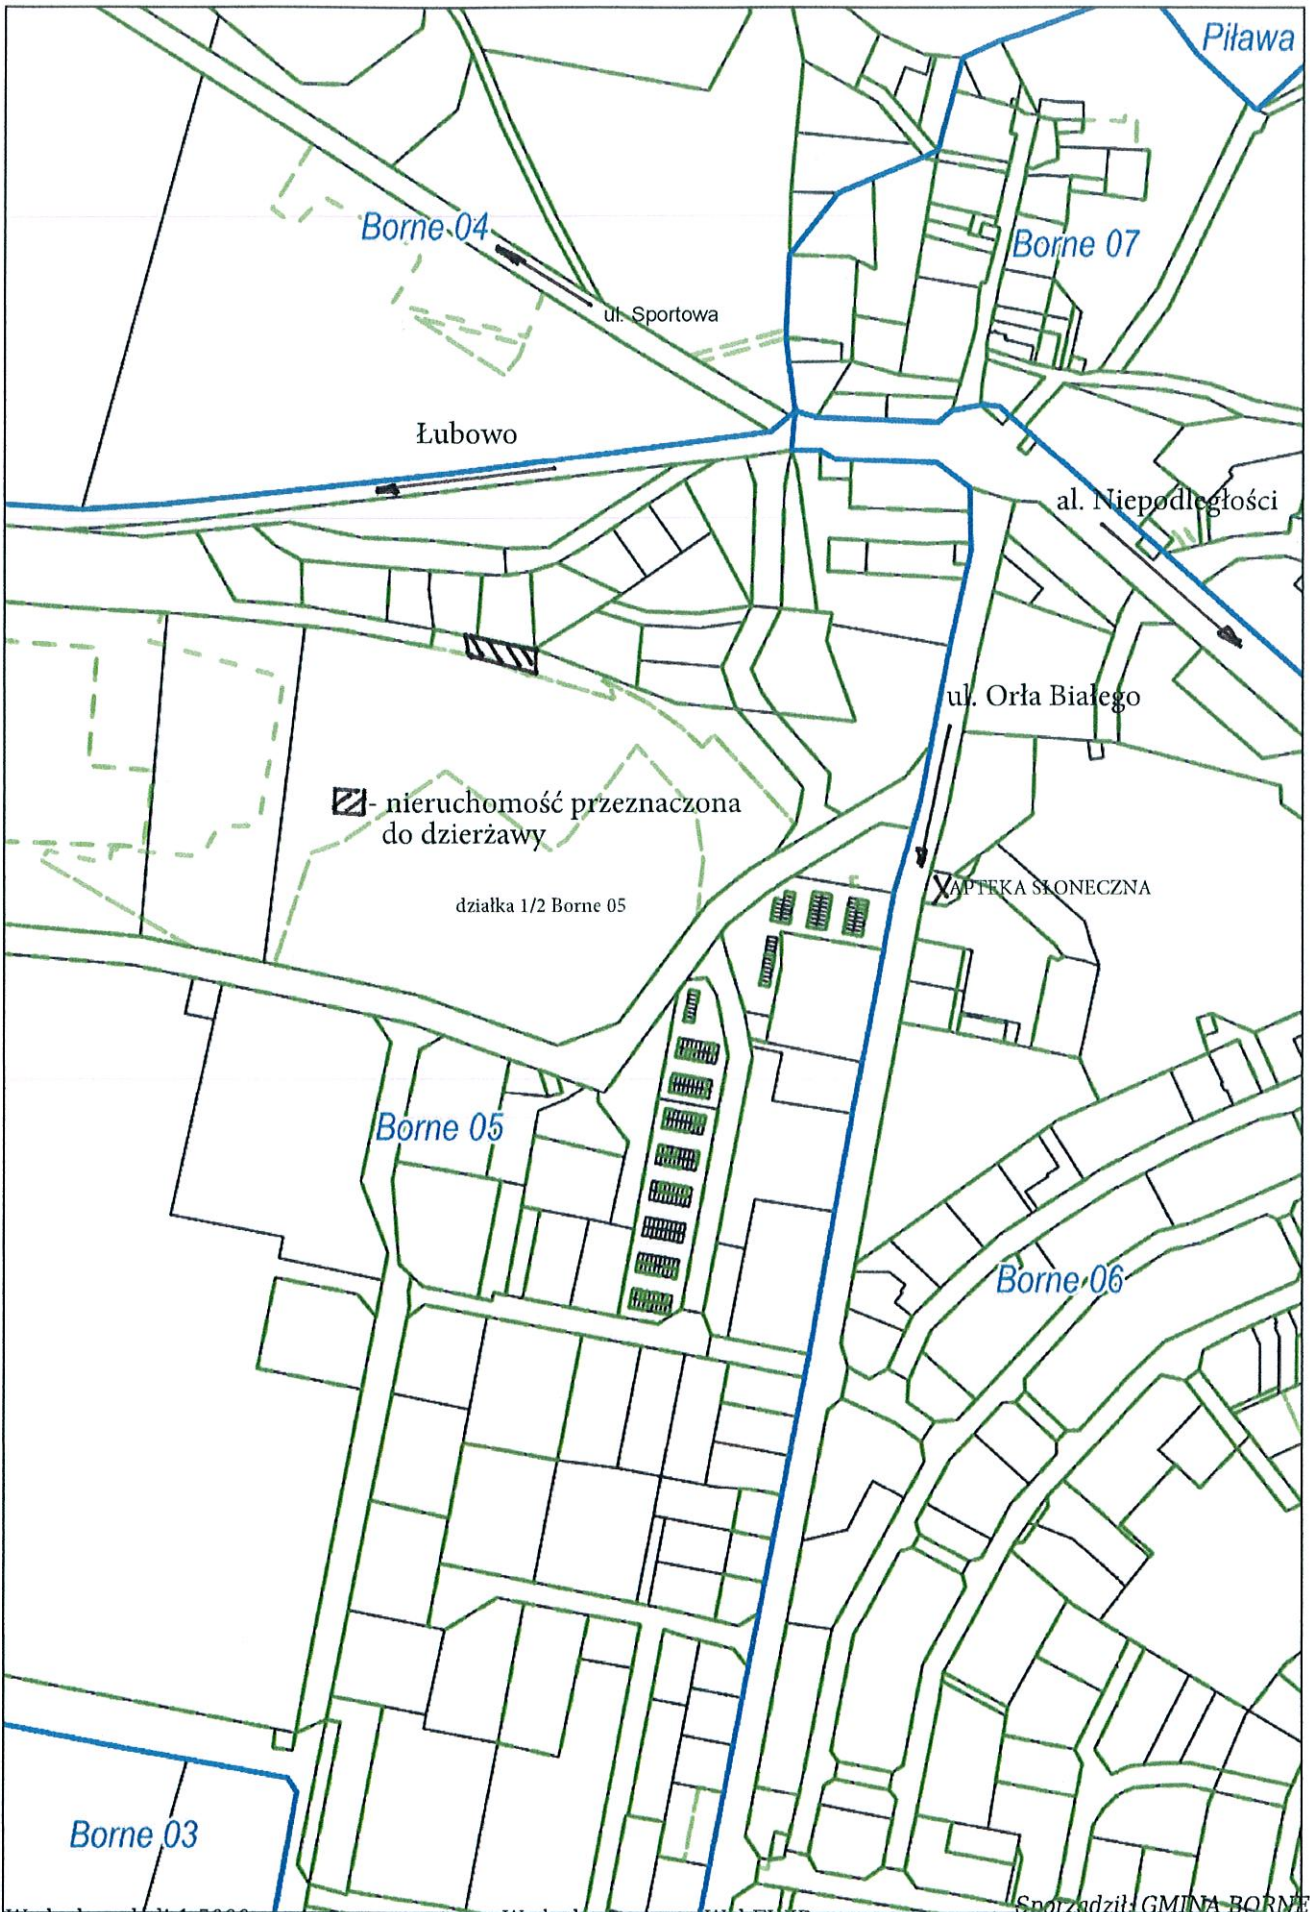 Piława
Borne 04
Borne 07
ul. Sportowa
Łubowo
al. Niepodległości
ul. Orła Białego
- nieruchomość przeznaczona
do dzierżawy
APTEKA SŁONECZNA
działka 1/2 Borne 05
Borne 05
Borne 06
Borne 03
Sporządził: GMINA BORNE